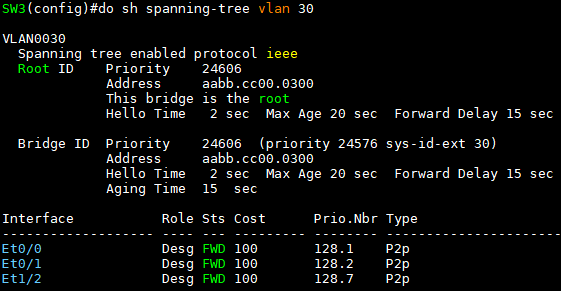 SW3(config)#do sh spanning-tree vlan 30
VLAN0030
Spanning tree enabled protocol ieee
Root ID Priority 24606
Address aabb.cc00.0300
This bridge is the root
Hello Time 2 sec Max Age 20 sec Forward Delay 15 sec
Bridge ID Priority 24606 (priority 24576 sys-id-ext 30)
Address aabb.cc00.0300
Hello Time 2 sec Max Age 20 sec Forward Delay 15 sec
Aging Time 15 sec
Interface Role Sts Cost Prio.Nbr Type
------------------- ---- --- --------- -------- --------------------------------
Et0/0 Desg FWD 100 128.1 P2p
Et0/1 Desg FWD 100 128.2 P2p
Et1/2 Desg FWD 100 128.7 P2p